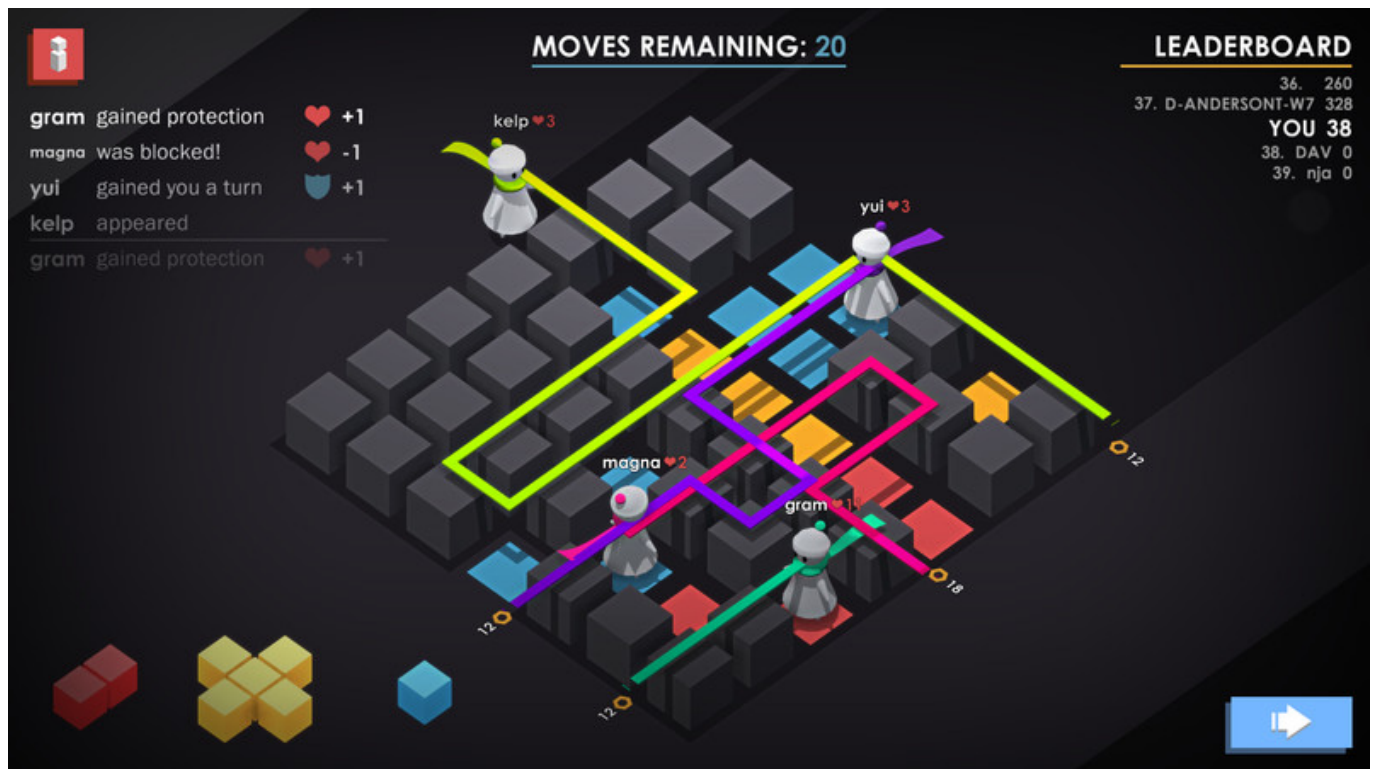 MOVES REMAINING: 20
LEADERBOARD
36. 260
37. D-ANDERSONT-W7 328
YOU 38
38. DAV 0
39. nja 0
gram gained protection +1
magna was blocked! -1
yui gained you a turn +1
kelp appeared
gram gained protection +1
kelp 3
yui 3
magna 2
gram
12
18
12
12